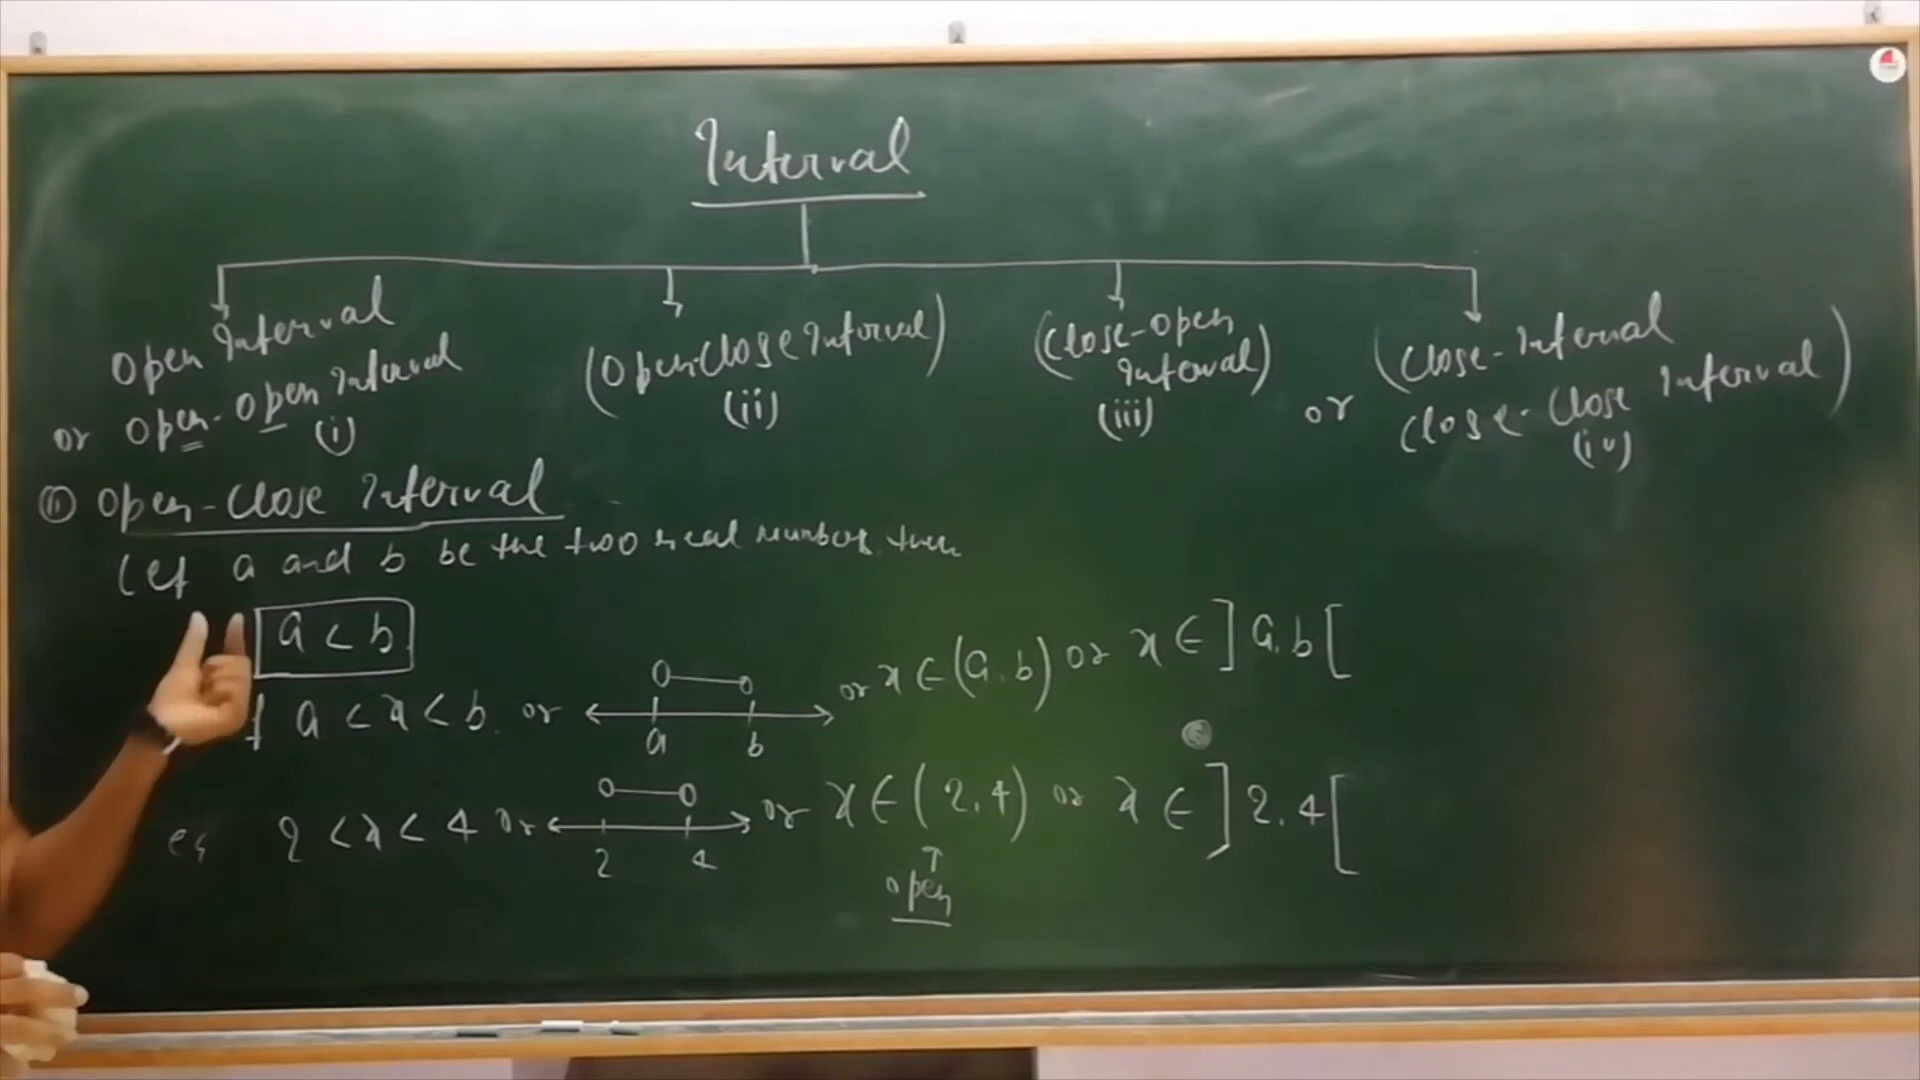 Interval
Open Interval
or open-open Interval
(i)
(Open-Close Interval)
(ii)
(Close-Open
Interval)
(iii)
or (Close-Interval
Close-Close Interval)
(iv)
(ii) Open-Close Interval
Let a and b be the two real number then
a < b
a < x < b or
a b
or x ∈ (a, b) or x ∈ ]a, b[
eg 2 < x < 4 or
2 4
or x ∈ (2, 4) or x ∈ ]2, 4[
↑
open